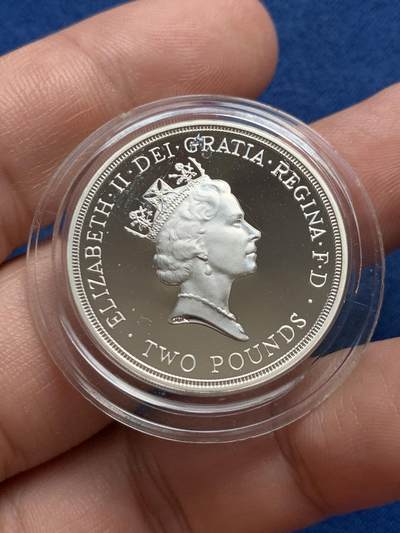 ELIZABETH · II · DEI · GRATIA · REGINA · F · D ·
TWO POUNDS ·